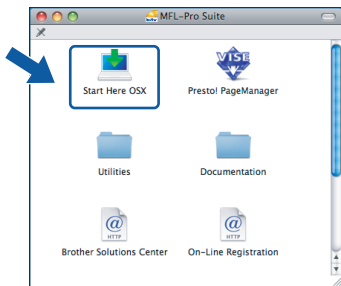 MFL-Pro Suite
Start Here OSX
VISE
Presto! PageManager
Utilities
Documentation
@
HTTP
@
HTTP
Brother Solutions Center
On-Line Registration